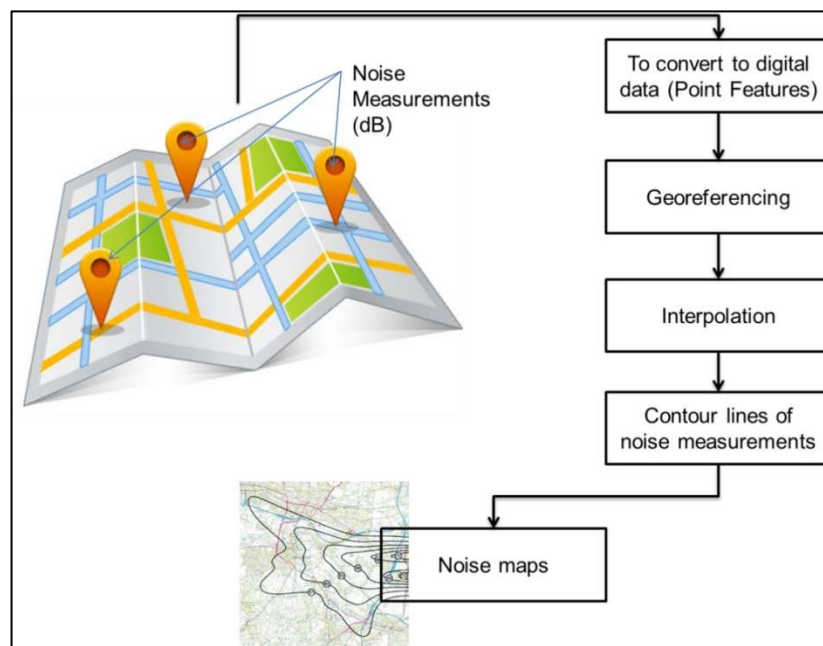 Noise
Measurements
(dB)
To convert to digital
data (Point Features)
Georeferencing
Interpolation
Contour lines of
noise measurements
Noise maps